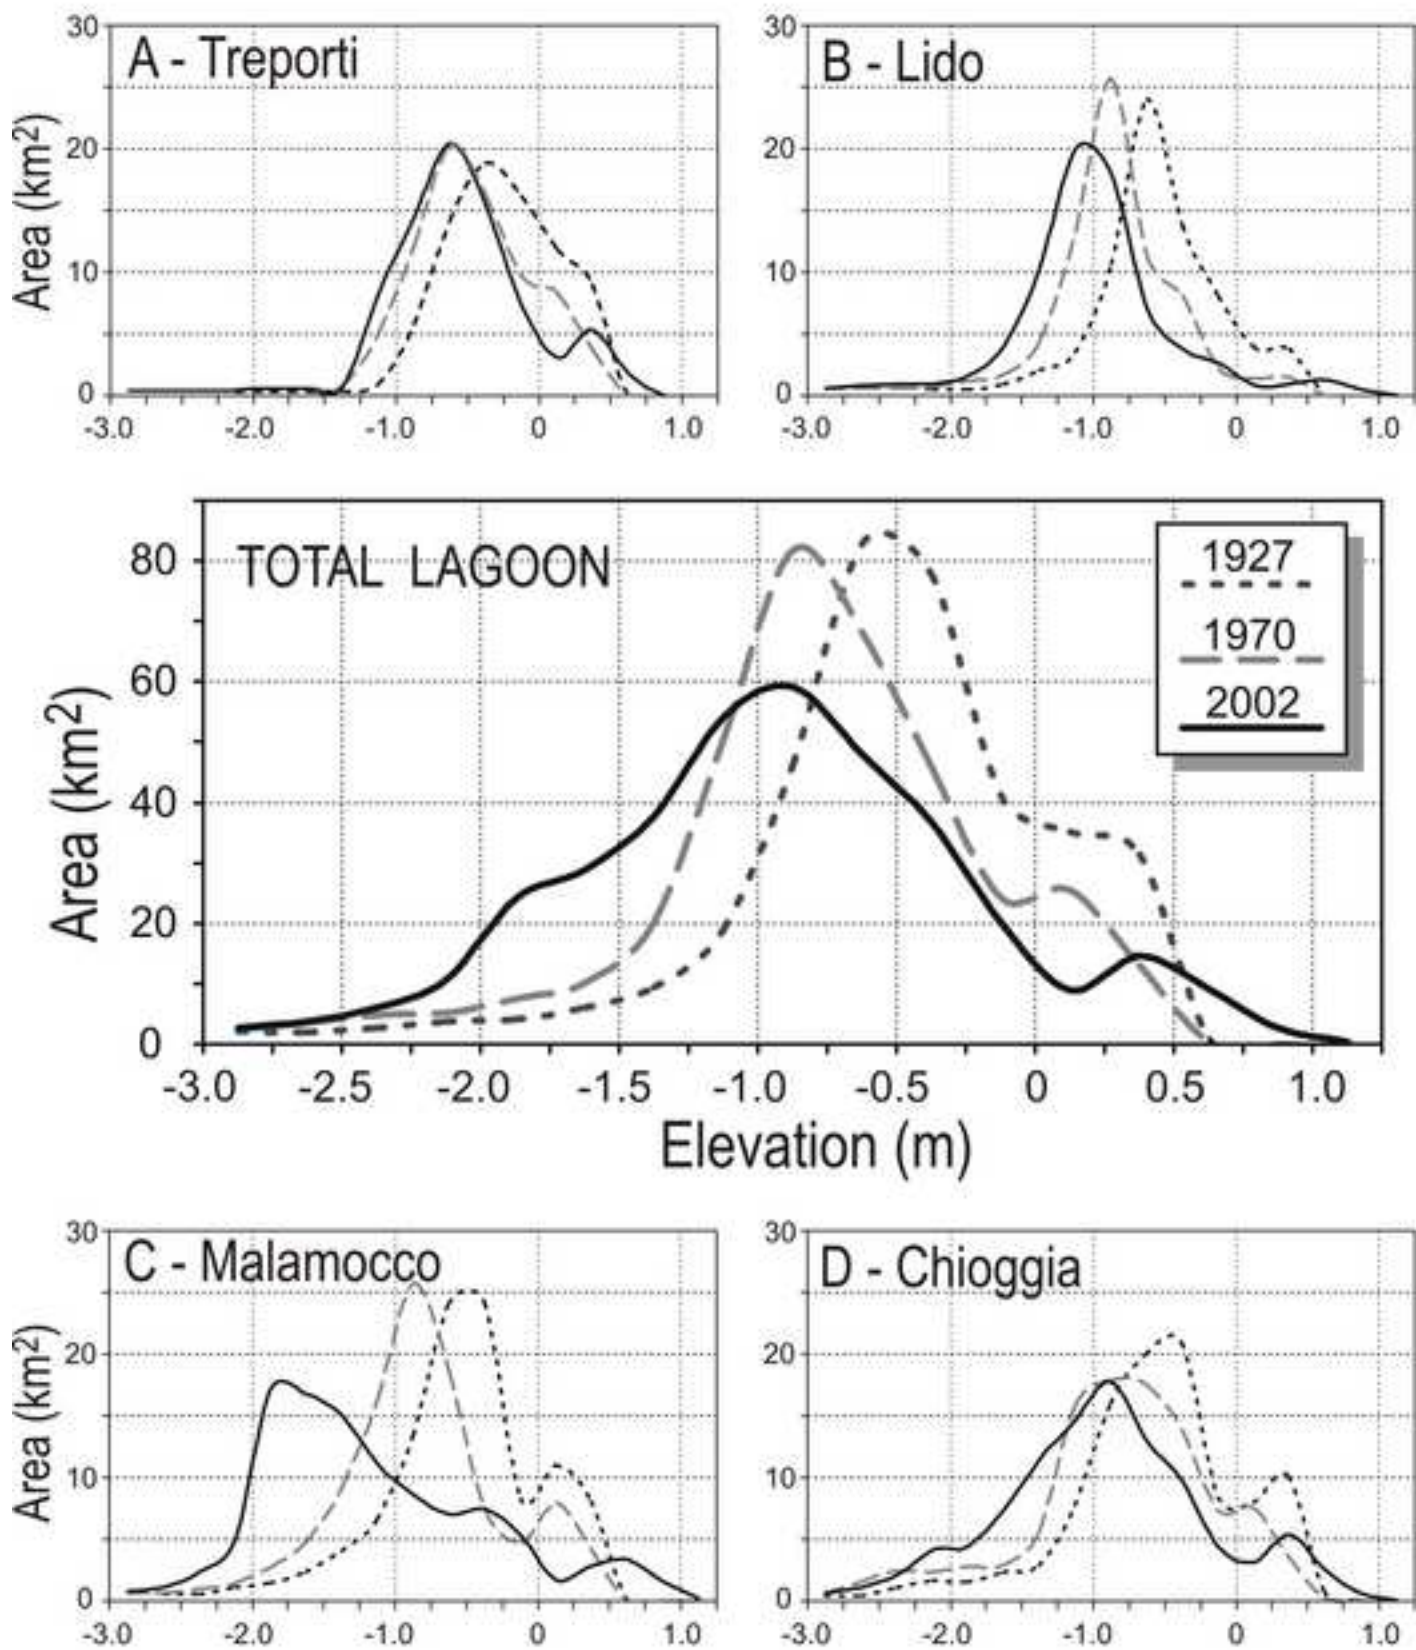 A - Treporti
Area (km²)
30
20
10
0
-3.0 -2.0 -1.0 0 1.0
B - Lido
30
20
10
0
-3.0 -2.0 -1.0 0 1.0
TOTAL LAGOON
Area (km²)
80
60
40
20
0
-3.0 -2.5 -2.0 -1.5 -1.0 -0.5 0 0.5 1.0
Elevation (m)
1927
1970
2002
C - Malamocco
Area (km²)
30
20
10
0
-3.0 -2.0 -1.0 0 1.0
D - Chioggia
30
20
10
0
-3.0 -2.0 -1.0 0 1.0